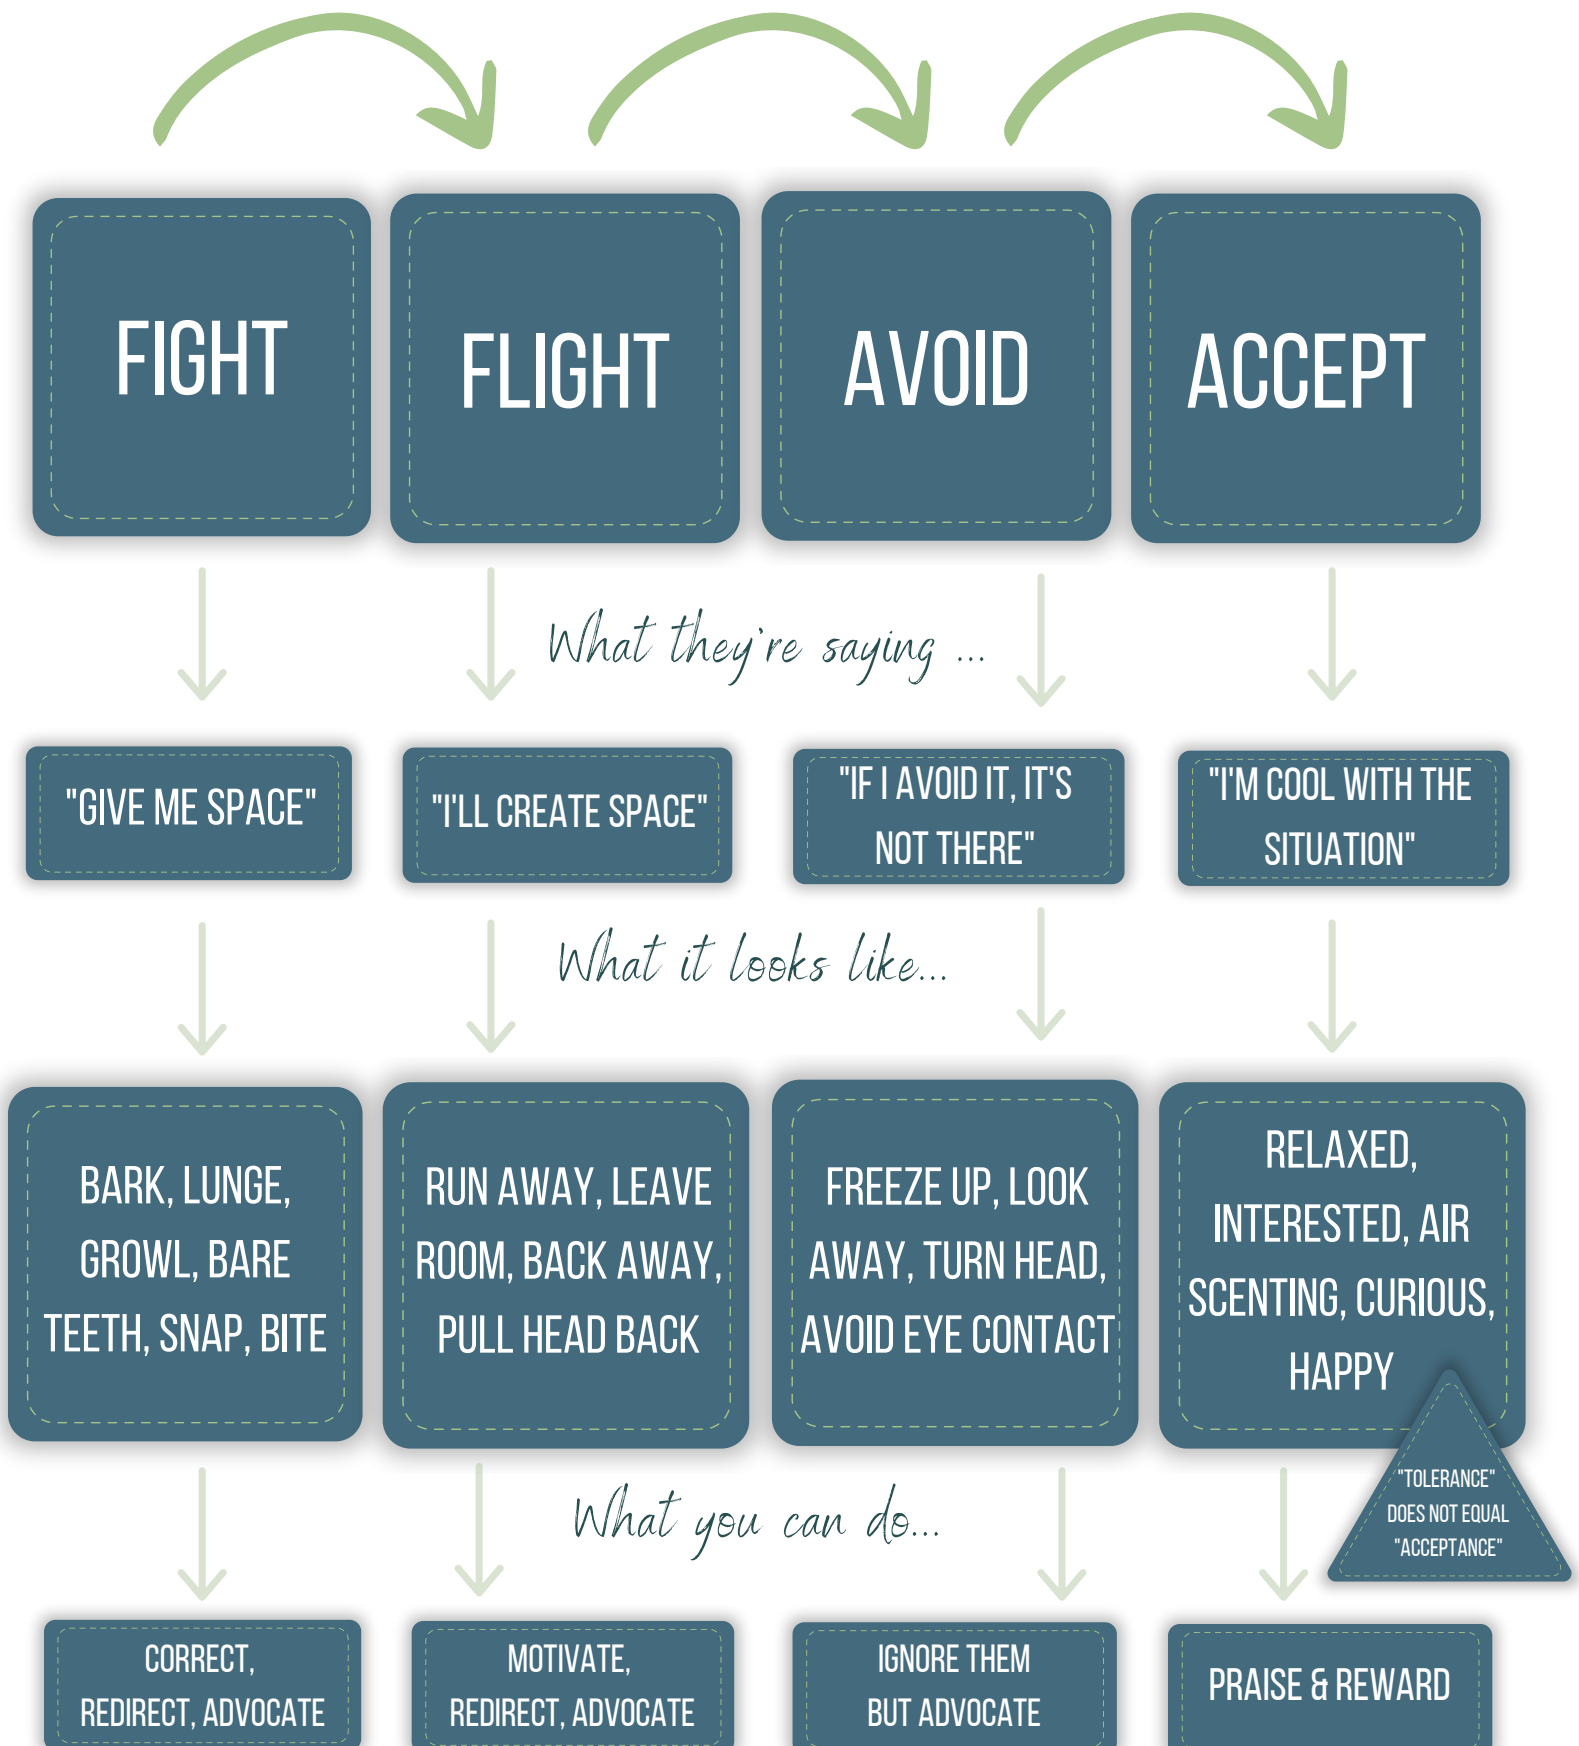 FIGHT
FLIGHT
AVOID
ACCEPT
What they're saying ...
"GIVE ME SPACE"
"I'LL CREATE SPACE"
"IF I AVOID IT, IT'S
NOT THERE"
"I'M COOL WITH THE
SITUATION"
What it looks like...
BARK, LUNGE,
GROWL, BARE
TEETH, SNAP, BITE
RUN AWAY, LEAVE
ROOM, BACK AWAY,
PULL HEAD BACK
FREEZE UP, LOOK
AWAY, TURN HEAD,
AVOID EYE CONTACT
RELAXED,
INTERESTED, AIR
SCENTING, CURIOUS,
HAPPY
"TOLERANCE"
DOES NOT EQUAL
"ACCEPTANCE"
What you can do...
CORRECT,
REDIRECT, ADVOCATE
MOTIVATE,
REDIRECT, ADVOCATE
IGNORE THEM
BUT ADVOCATE
PRAISE & REWARD